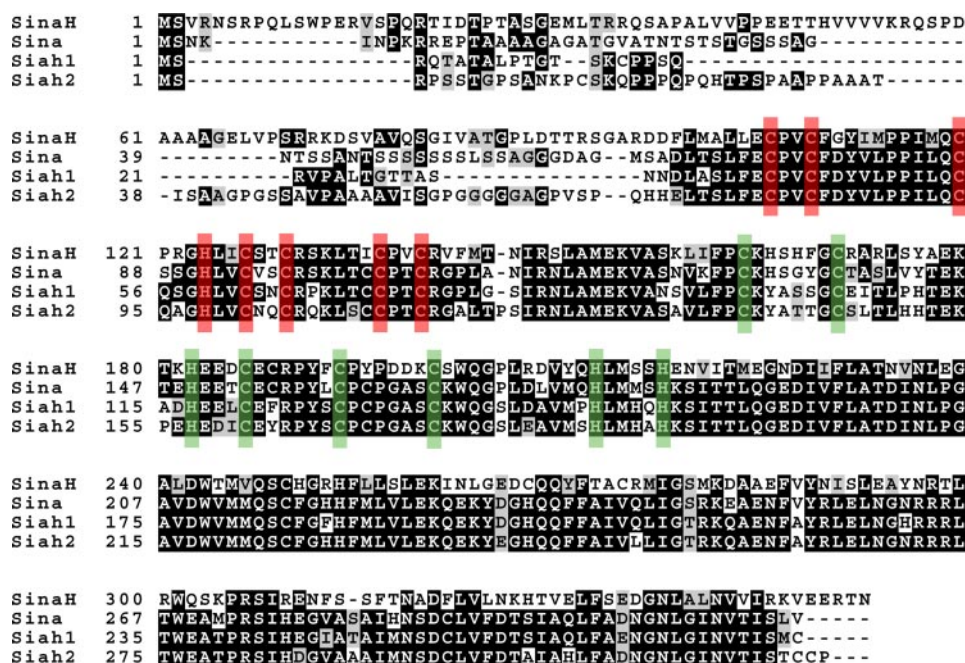 SinaH 1 MSVRNSRPQLSWPERVSPQRTIDTPTASGEMLTRRQSAPALVVPPEETTHVVVVKRQSPD
Sina 1 MSNK-----------INPKRREPTAAAAGAGATGVATNTSTSTGSSSAG-----------
Siah1 1 MS-----------------RQTATALPTGT--SKCPPSQ---------------------
Siah2 1 MS-----------------RPSSTGPSANKPCSKQPPPQPQHTPSPAAPPAAAT------
SinaH 61 AAAAGELVPSRRKDSVAVQSGIVATGPLDTTRSGARDDFLMALLECPVCFGYIMPPIMQC
Sina 39 ---------NTSSANTSSSSSSSLSSAGGGDAG--MSADLTSLFECPVCFDYVLPPILQC
Siah1 21 ----------RVPALTGTTAS---------------NNDLASLFECPVCFDYVLPPILQC
Siah2 38 -ISAAGPGSSAVPAAAAVISGPGGGGGAGPVSP--QHHELTSLFECPVCFDYVLPPILQC
SinaH 121 PRGHLICSTCRSKLTICPVCRVFMT-NIRSLAMEKVASKLIFPCKHSHFGCRARLSYAEK
Sina 88 SSGHLVCVSCRSKLTCCPTCRGPLA-NIRNLAMEKVASNVKFPCKHSGYGCTASLVYTEK
Siah1 56 QSGHLVCSNCRPKLTCCPTCRGPLG-SIRNLAMEKVANSVLFPCKYASSGCEITLPHTEK
Siah2 95 QAGHLVCNQCRQKLSCCPTCRGALTPSIRNLAMEKVASAVLFPCKYATTGCSLTLHHTEK
SinaH 180 TKHEEDCECRPYFCPYPDDKCSWQGPLRDVYQHLMSSHENVITMEGNDIIFLATNVNLEG
Sina 147 TEHEETCECRPYLCPCPGASCKWQGPLDLVMQHLMMSHKSITTLQGEDIVFLATDINLPG
Siah1 115 ADHEELCEFRPYSCPCPGASCKWQGSLDAVMPHLMHQHKSITTLQGEDIVFLATDINLPG
Siah2 155 PEHEDICEYRPYSCPCPGASCKWQGSLEAVMSHLMHAHKSITTLQGEDIVFLATDINLPG
SinaH 240 ALDWTMVQSCHGRHFLLSLEKINLGEDCQQYFTACRMIGSMKDAAEFVYNISLEAYNRTL
Sina 207 AVDWVMMQSCFGHHFMLVLEKQEKYDGHQQFFAIVQLIGSRKEAENFVYRLELNGNRRRL
Siah1 175 AVDWVMMQSCFGFHFMLVLEKQEKYDGHQQFFAIVQLIGTRKQAENFAYRLELNGHRRRL
Siah2 215 AVDWVMMQSCFGHHFMLVLEKQEKYEGHQQFFAIVLLIGTRKQAENFAYRLELNGNRRRL
SinaH 300 RWQSKPRSIRENFS-SFTNADFLVLNKHTVELFSEDGNLALNVVIRKVEERTN
Sina 267 TWEAMPRSIHEGVASAIHNSDCLVFDTSIAQLFADNGNLGINVTISLV-----
Siah1 235 TWEATPRSIHEGIATAIMNSDCLVFDTSIAQLFAENGNLGINVTISMC-----
Siah2 275 TWEATPRSIHDGVAAAIMNSDCLVFDTAIAHLFADNGNLGINVTISTCCP---